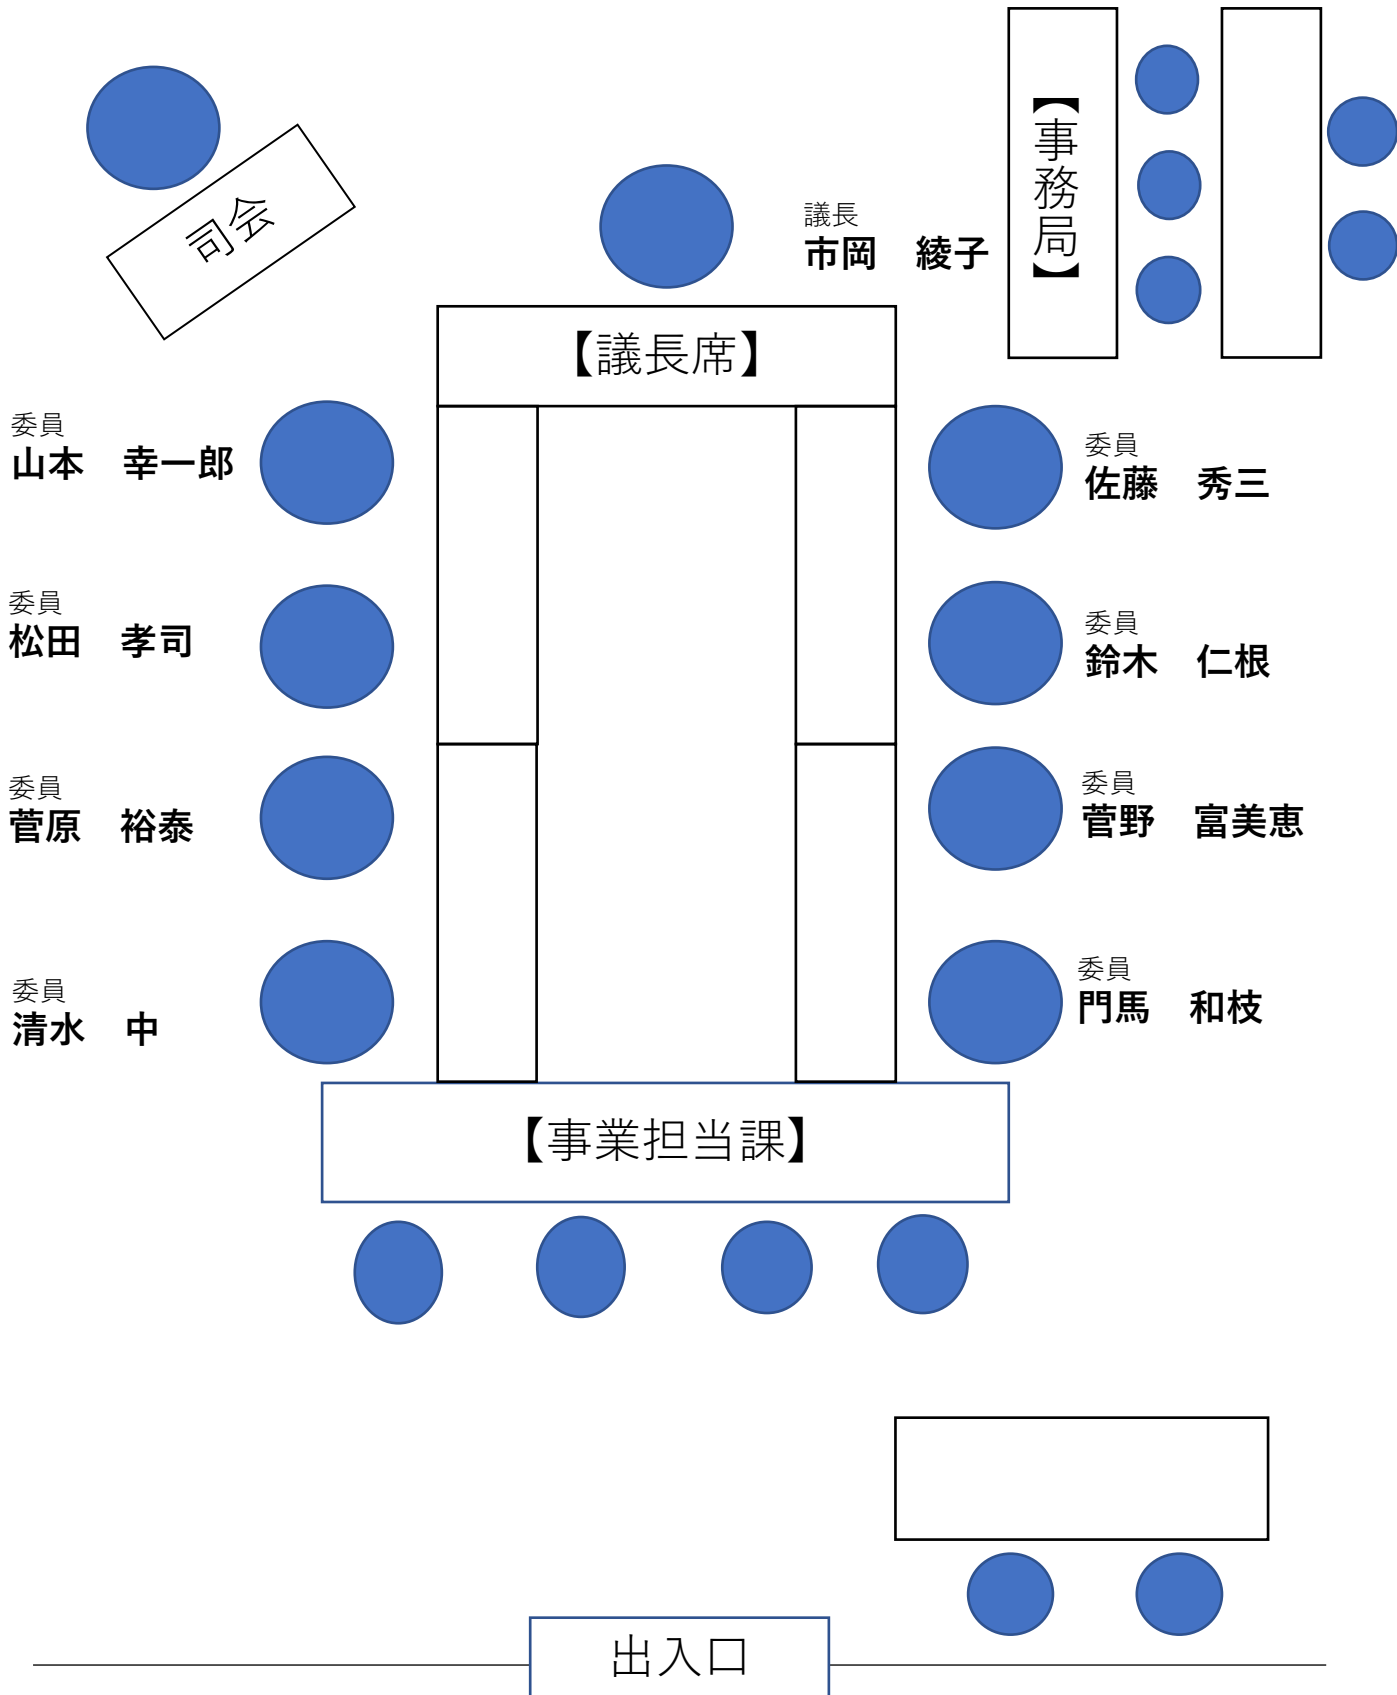 司会
議長
市岡　綾子
【事務局】
【議長席】
委員
山本　幸一郎
委員
佐藤　秀三
委員
松田　孝司
委員
鈴木　仁根
委員
菅原　裕泰
委員
菅野　富美恵
委員
清水　中
委員
門馬　和枝
【事業担当課】
出入口